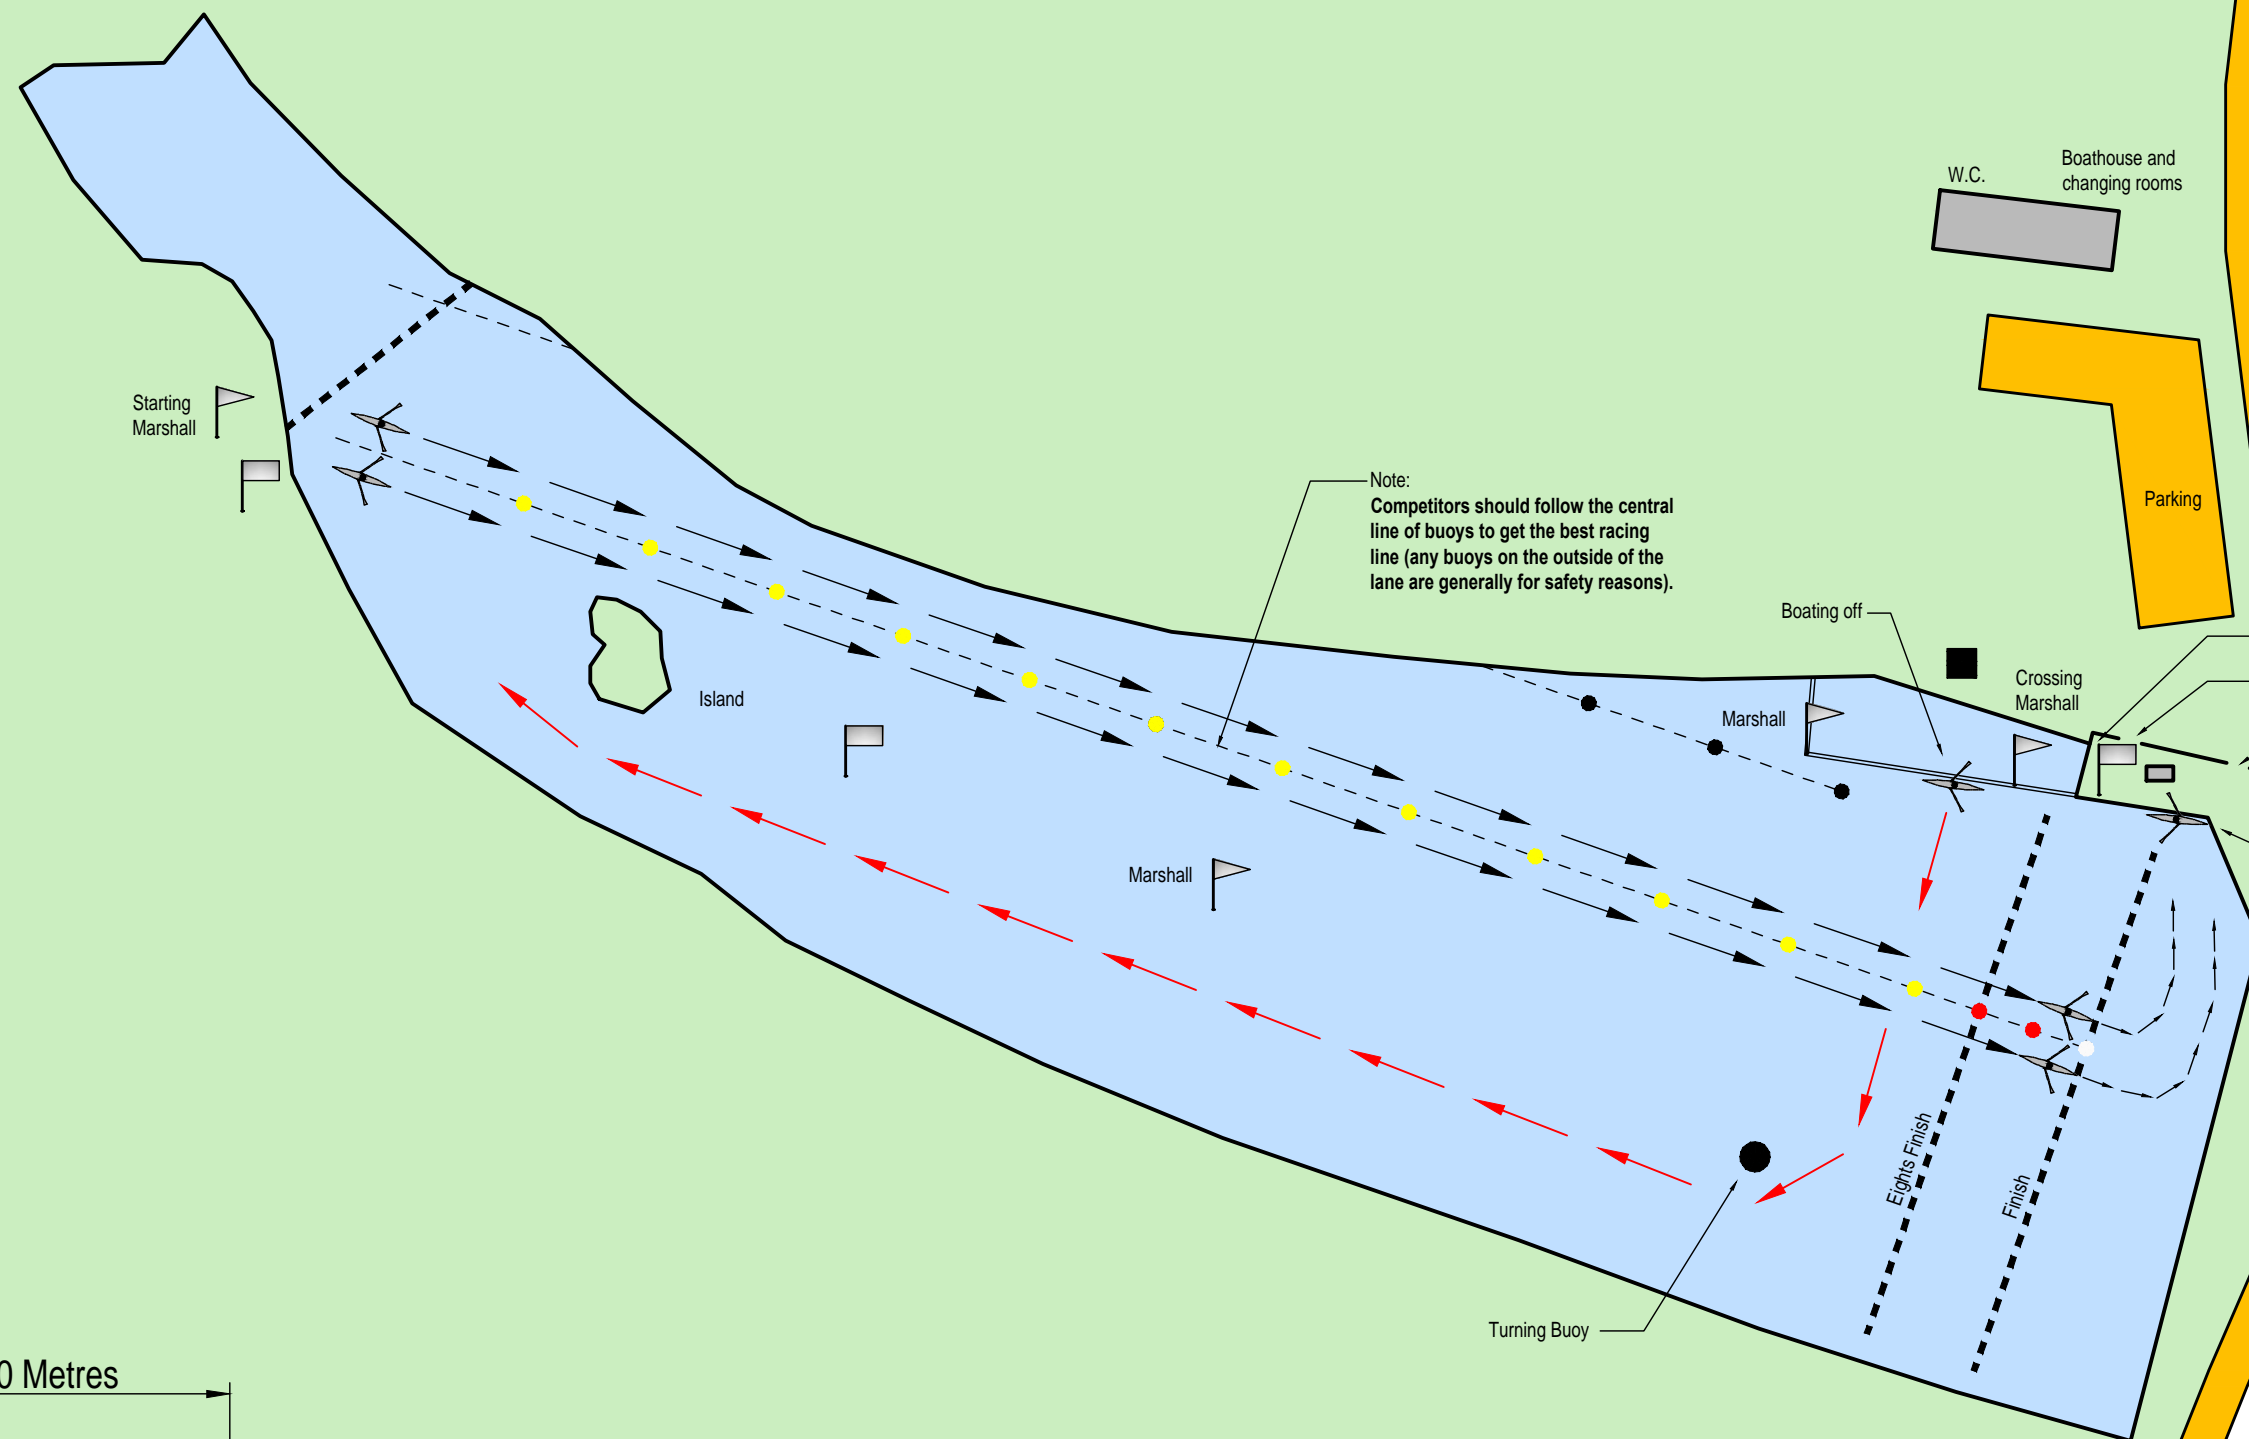 W.C.
Boathouse and
changing rooms
Starting
Marshall
Note:
Competitors should follow the central
line of buoys to get the best racing
line (any buoys on the outside of the
lane are generally for safety reasons).
Parking
Boating off
Crossing
Marshall
Marshall
Island
Marshall
Eights Finish
Finish
Turning Buoy
0 Metres